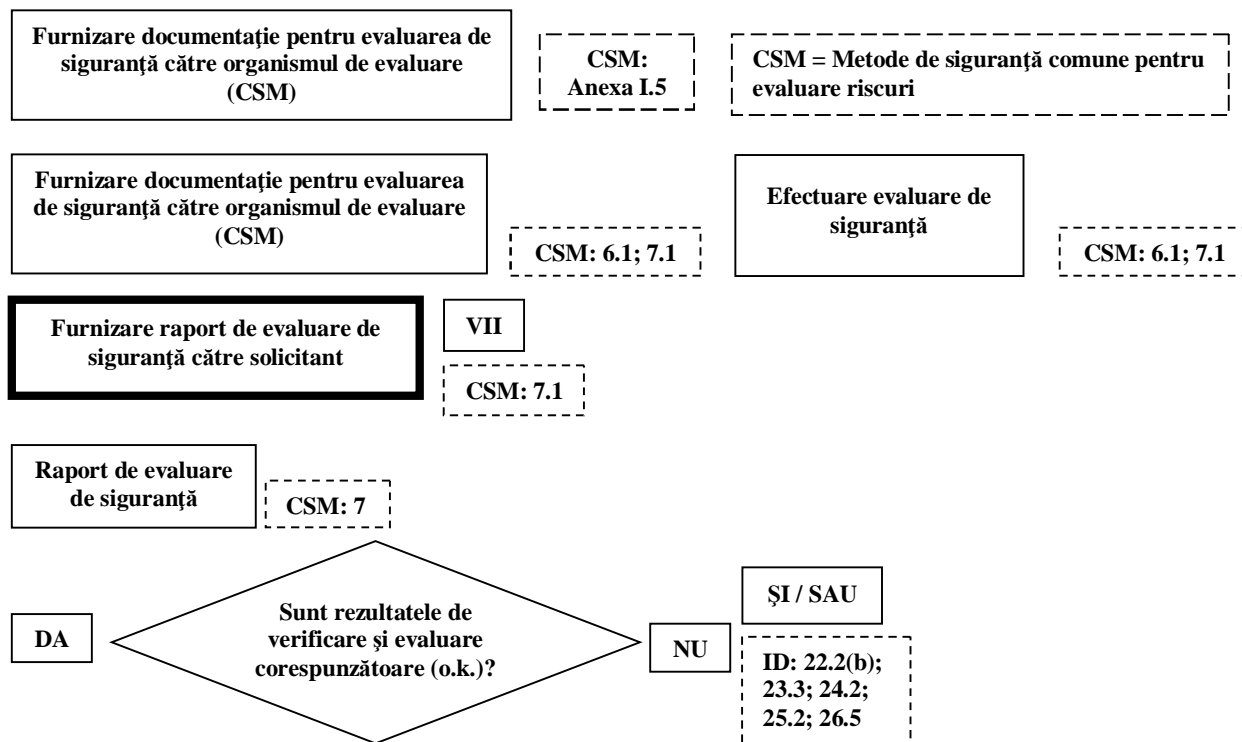 Furnizare documentaţie pentru evaluarea de
siguranţă către organismul de evaluare
(CSM)
CSM:
Anexa I.5
CSM = Metode de siguranţă comune pentru
evaluare riscuri
Furnizare documentaţie pentru evaluarea
de siguranţă către organismul de evaluare
(CSM)
CSM: 6.1; 7.1
Efectuare evaluare de
siguranţă
CSM: 6.1; 7.1
Furnizare raport de evaluare de
siguranţă către solicitant
VII
CSM: 7.1
Raport de evaluare
de siguranţă
CSM: 7
DA
Sunt rezultatele de
verificare şi evaluare
corespunzătoare (o.k.)?
NU
ŞI / SAU
ID: 22.2(b);
23.3; 24.2;
25.2; 26.5